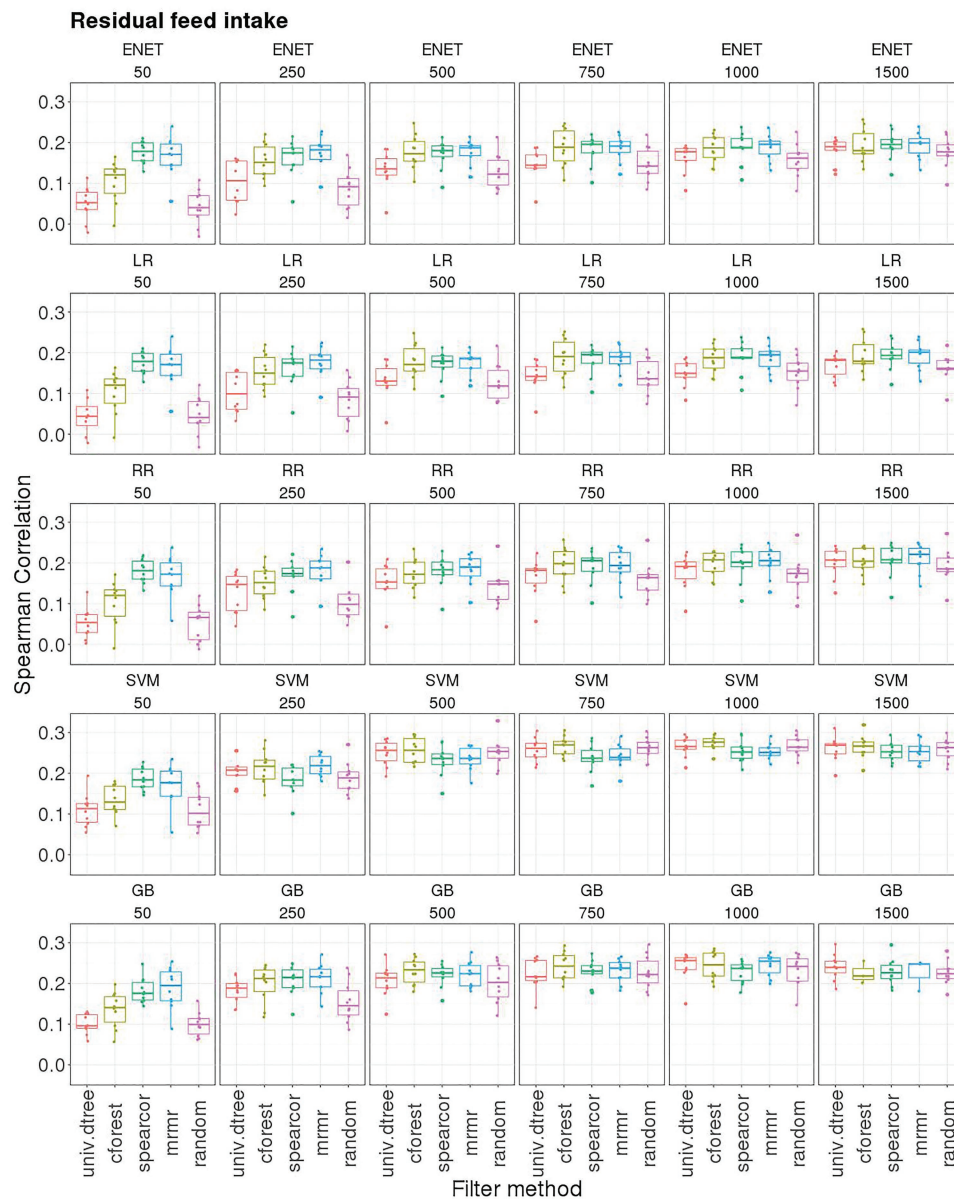 Residual feed intake
ENET ENET ENET ENET ENET ENET
50 250 500 750 1000 1500
0.3
0.2
0.1
0.0
LR LR LR LR LR LR
50 250 500 750 1000 1500
0.3
0.2
0.1
0.0
RR RR RR RR RR RR
50 250 500 750 1000 1500
0.3
0.2
0.1
0.0
SVM SVM SVM SVM SVM SVM
50 250 500 750 1000 1500
0.3
0.2
0.1
0.0
GB GB GB GB GB GB
50 250 500 750 1000 1500
0.3
0.2
0.1
0.0
Spearman Correlation
univ.dtree cforest spearcor mrmr random univ.dtree cforest spearcor mrmr random univ.dtree cforest spearcor mrmr random univ.dtree cforest spearcor mrmr random univ.dtree cforest spearcor mrmr random univ.dtree cforest spearcor mrmr random
Filter method